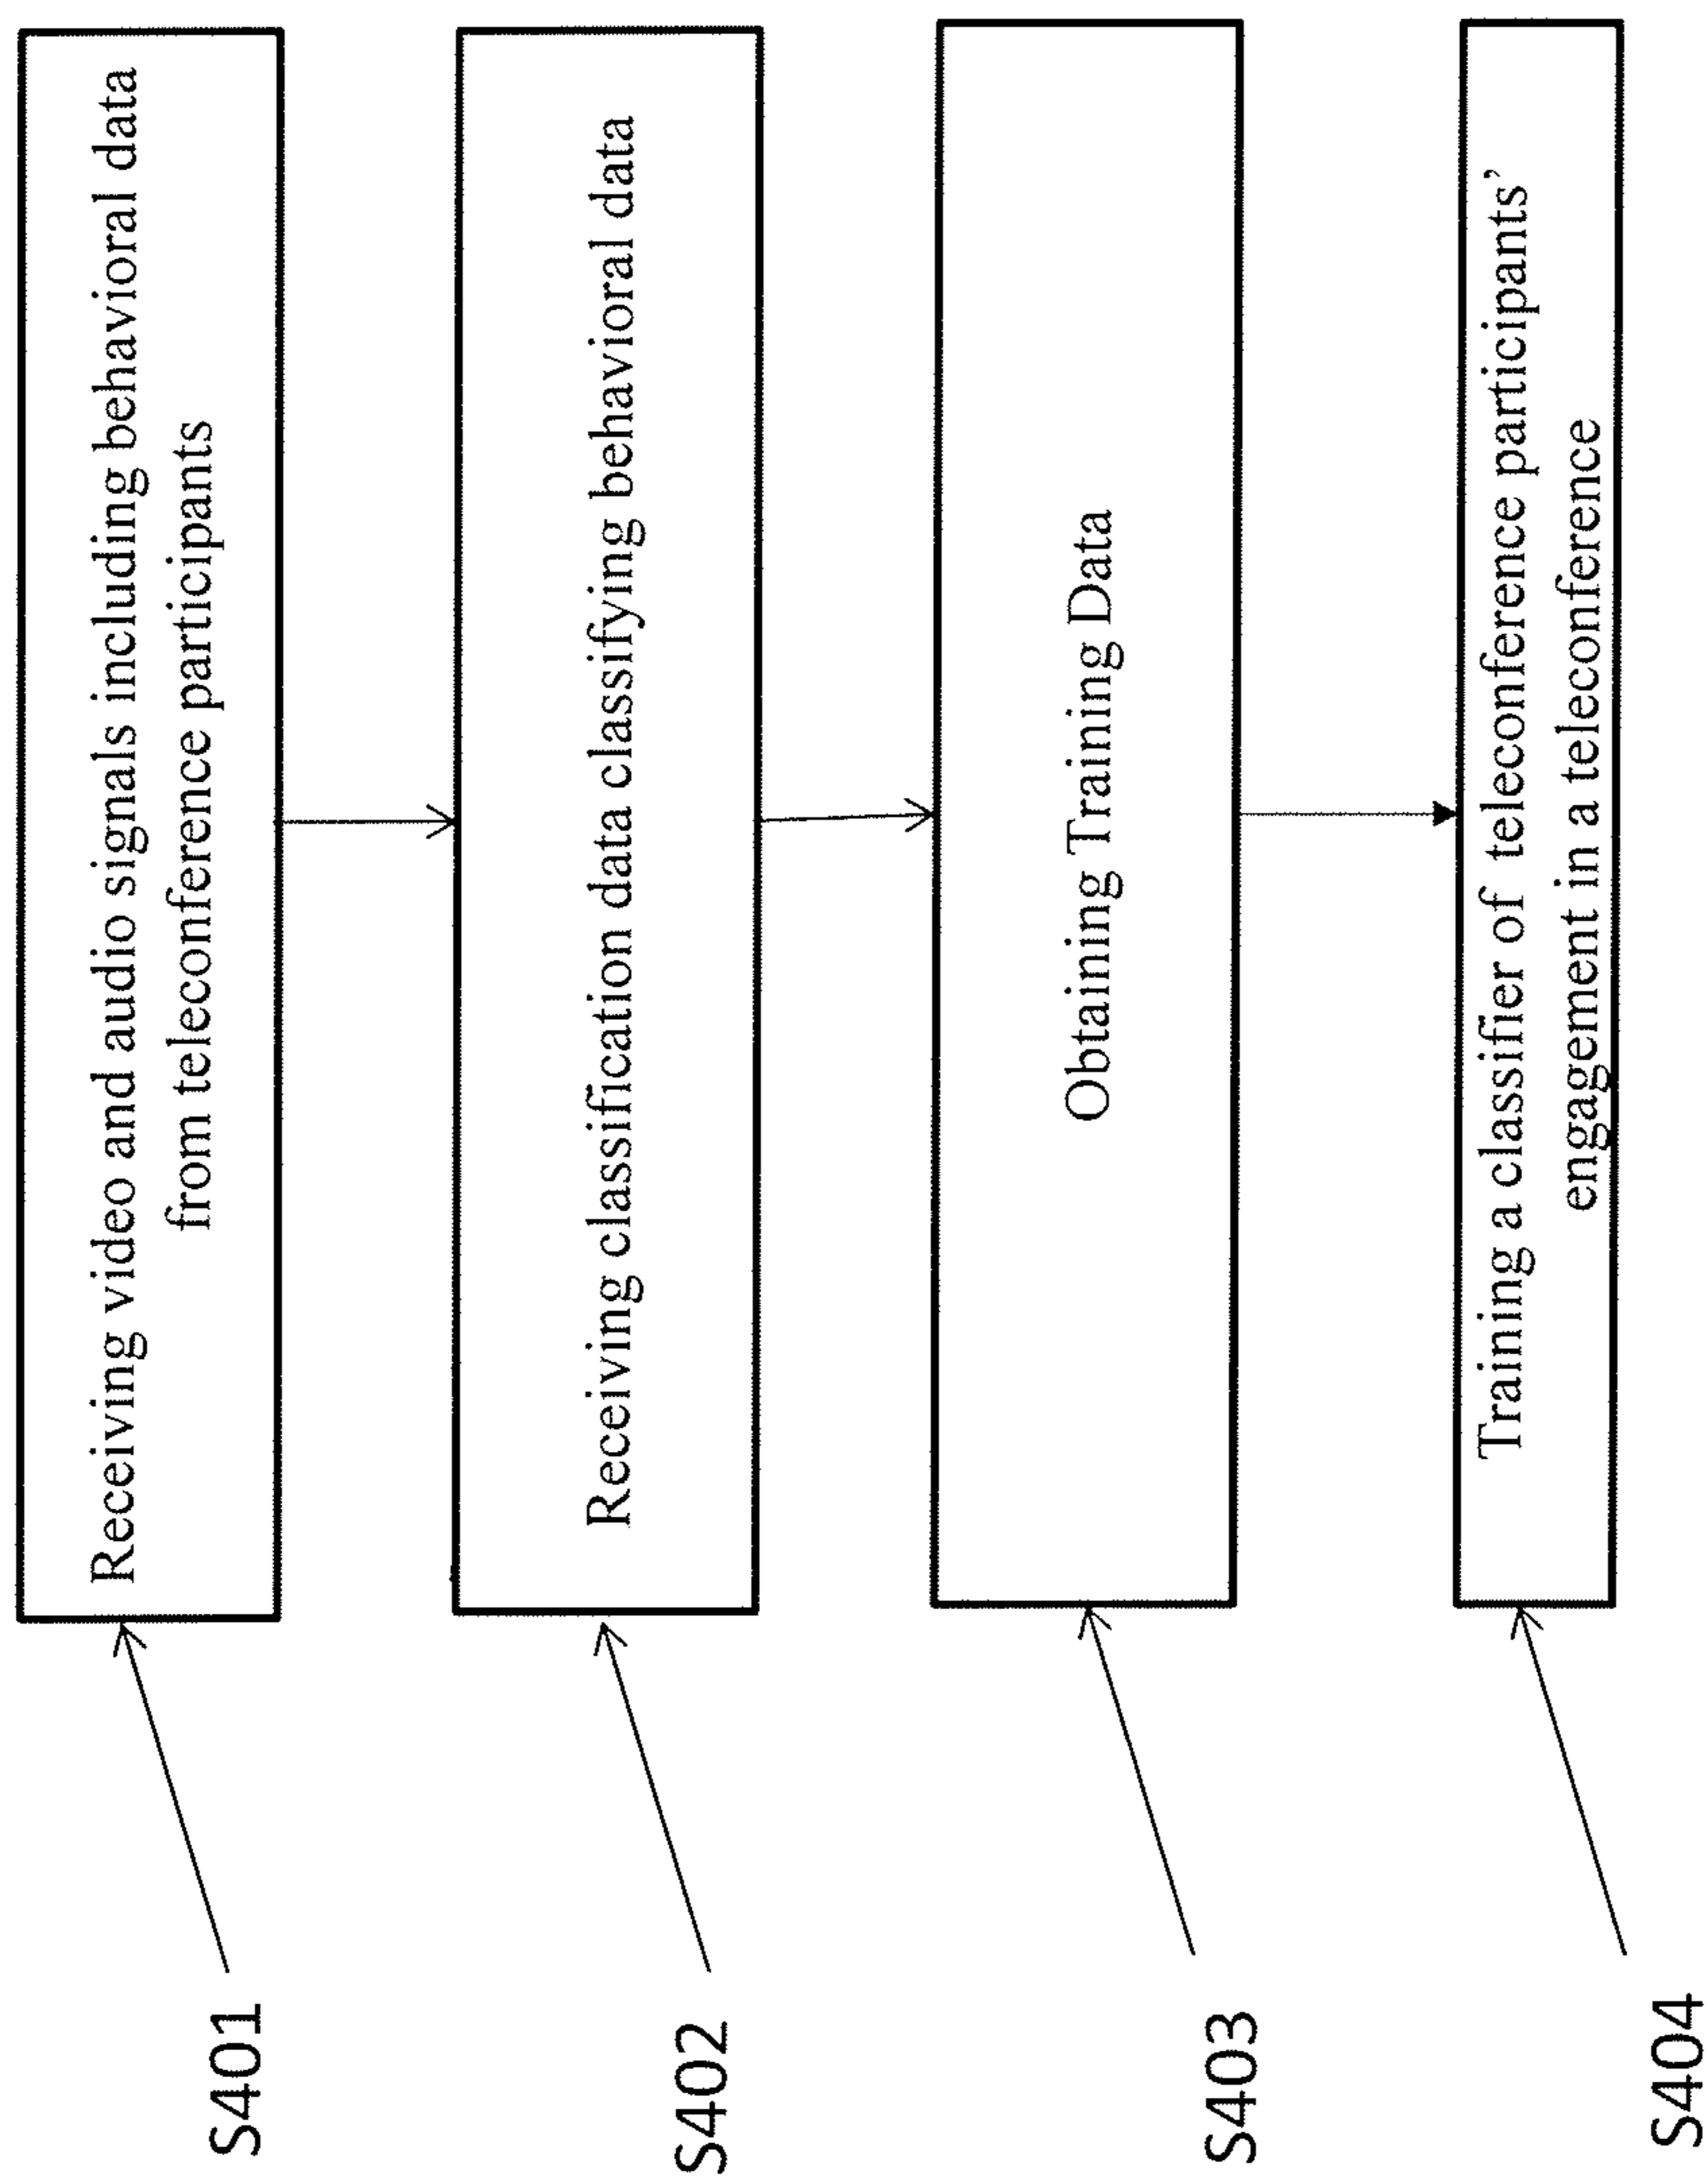 S401
Receiving video and audio signals including behavioral data
from teleconference participants
S402
Receiving classification data classifying behavioral data
S403
Obtaining Training Data
S404
Training a classifier of teleconference participants’
engagement in a teleconference